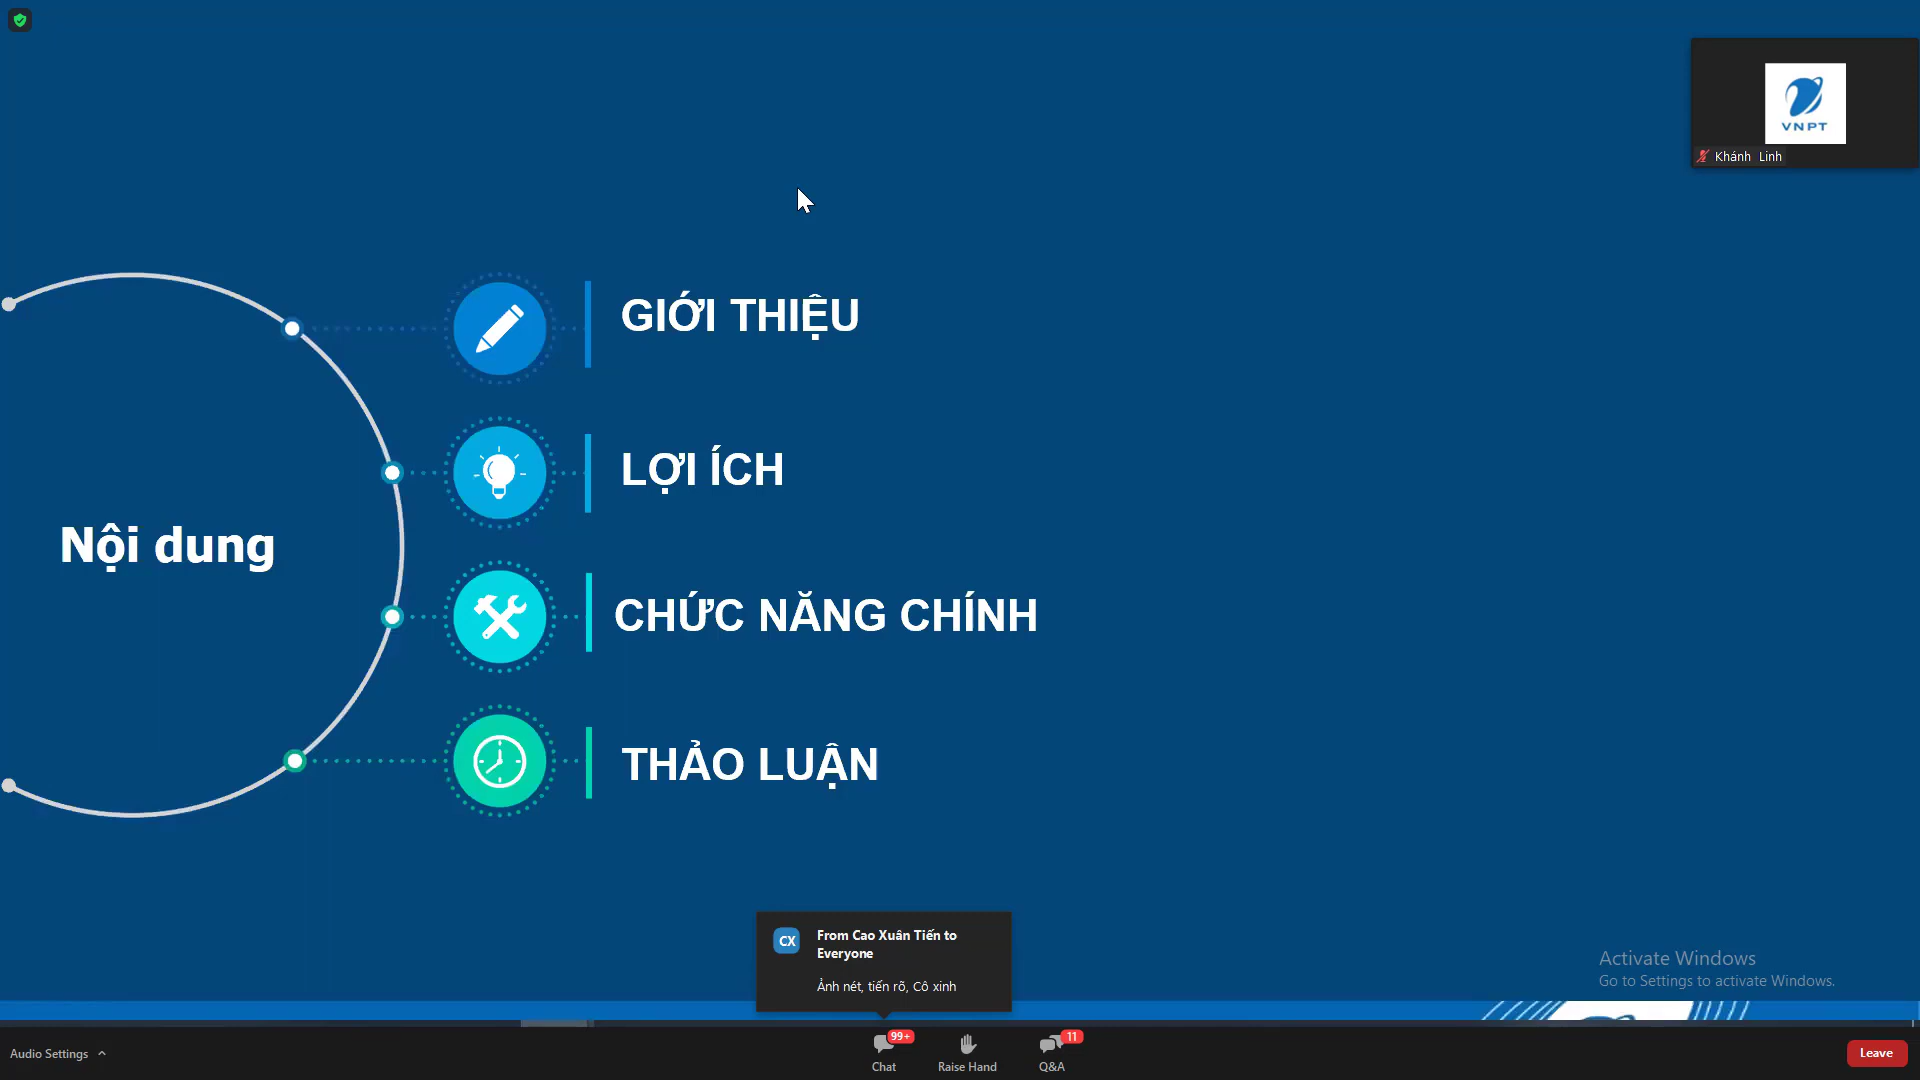 VNPT
Khánh Linh
GIỚI THIỆU
LỢI ÍCH
Nội dung
CHỨC NĂNG CHÍNH
THẢO LUẬN
CX
From Cao Xuân Tiến to
Everyone
Ảnh nét, tiến rõ, Cô xinh
Activate Windows
Go to Settings to activate Windows.
Audio Settings
99+
Chat
Raise Hand
11
Q&A
Leave